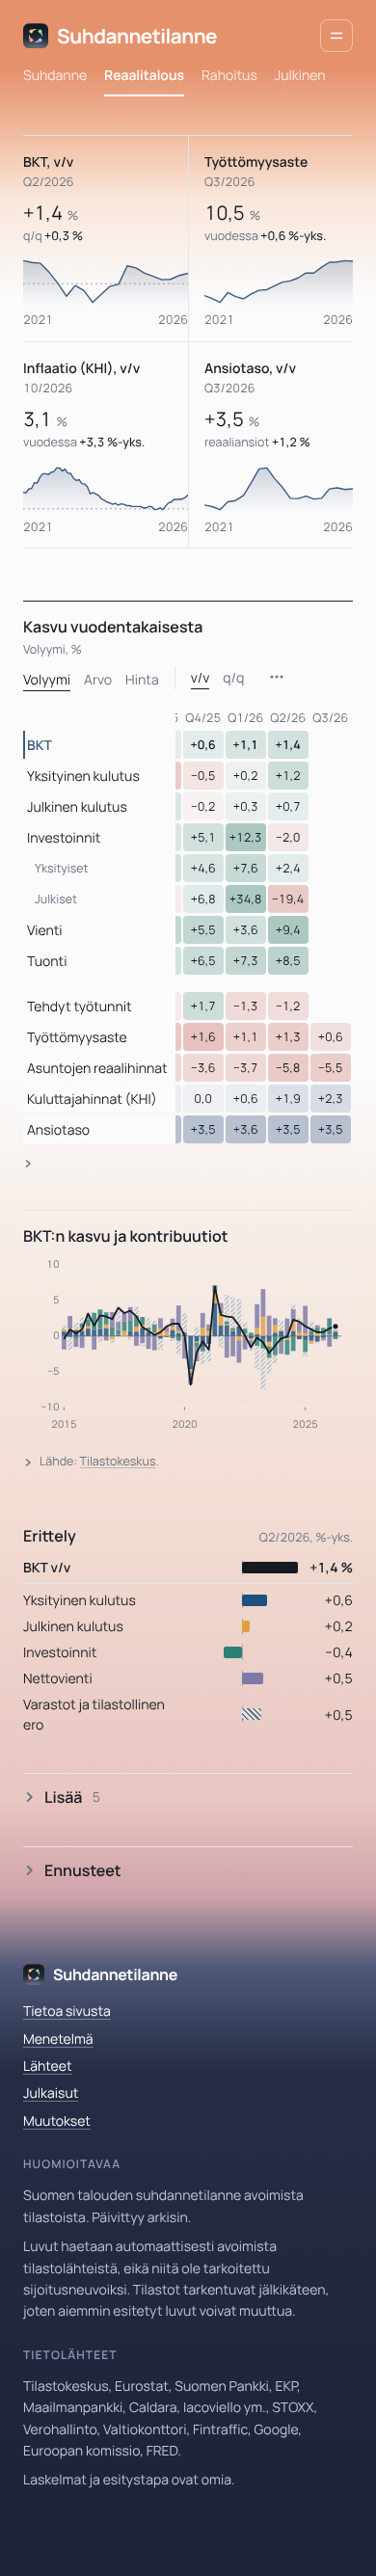 Suhdannetilanne
Suhdanne Reaalitalous Rahoitus Julkinen
BKT, v/v
Q2/2026
+1,4 %
q/q +0,3 %
2021 2026
Työttömyysaste
Q3/2026
10,5 %
vuodessa +0,6 %-yks.
2021 2026
Inflaatio (KHI), v/v
10/2026
3,1 %
vuodessa +3,3 %-yks.
2021 2026
Ansiotaso, v/v
Q3/2026
+3,5 %
reaaliansiot +1,2 %
2021 2026
Kasvu vuodentakaisesta
Volyymi, %
Volyymi Arvo Hinta v/v q/q
5 Q4/25 Q1/26 Q2/26 Q3/26
BKT +0,6 +1,1 +1,4
Yksityinen kulutus −0,5 +0,2 +1,2
Julkinen kulutus −0,2 +0,3 +0,7
Investoinnit +5,1 +12,3 −2,0
Yksityiset +4,6 +7,6 +2,4
Julkiset +6,8 +34,8 −19,4
Vienti +5,5 +3,6 +9,4
Tuonti +6,5 +7,3 +8,5
Tehdyt työtunnit +1,7 −1,3 −1,2
Työttömyysaste +1,6 +1,1 +1,3 +0,6
Asuntojen reaalihinnat −3,6 −3,7 −5,8 −5,5
Kuluttajahinnat (KHI) 0,0 +0,6 +1,9 +2,3
Ansiotaso +3,5 +3,6 +3,5 +3,5
BKT:n kasvu ja kontribuutiot
10
5
0
−5
−10
2015 2020 2025
Lähde: Tilastokeskus.
Erittely Q2/2026, %-yks.
BKT v/v +1,4 %
Yksityinen kulutus +0,6
Julkinen kulutus +0,2
Investoinnit −0,4
Nettovienti +0,5
Varastot ja tilastollinen
ero +0,5
Lisää 5
Ennusteet
Suhdannetilanne
Tietoa sivusta
Menetelmä
Lähteet
Julkaisut
Muutokset
HUOMIOITAVAA
Suomen talouden suhdannetilanne avoimista
tilastoista. Päivittyy arkisin.
Luvut haetaan automaattisesti avoimista
tilastolähteistä, eikä niitä ole tarkoitettu
sijoitusneuvoiksi. Tilastot tarkentuvat jälkikäteen,
joten aiemmin esitetyt luvut voivat muuttua.
TIETOLÄHTEET
Tilastokeskus, Eurostat, Suomen Pankki, EKP,
Maailmanpankki, Caldara, Iacoviello ym., STOXX,
Verohallinto, Valtiokonttori, Fintraffic, Google,
Euroopan komissio, FRED.
Laskelmat ja esitystapa ovat omia.